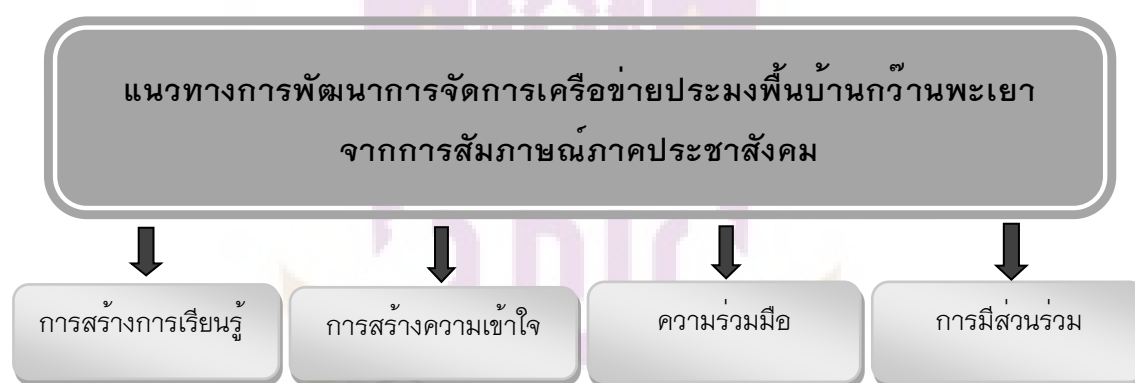 แนวทางการพัฒนาการจัดการเครือข่ายประมงพื้นบ้านกว๊านพะเยา
จากการสัมภาษณ์ภาคประชาสังคม
การสร้างการเรียนรู้
การสร้างความเข้าใจ
ความร่วมมือ
การมีส่วนร่วม